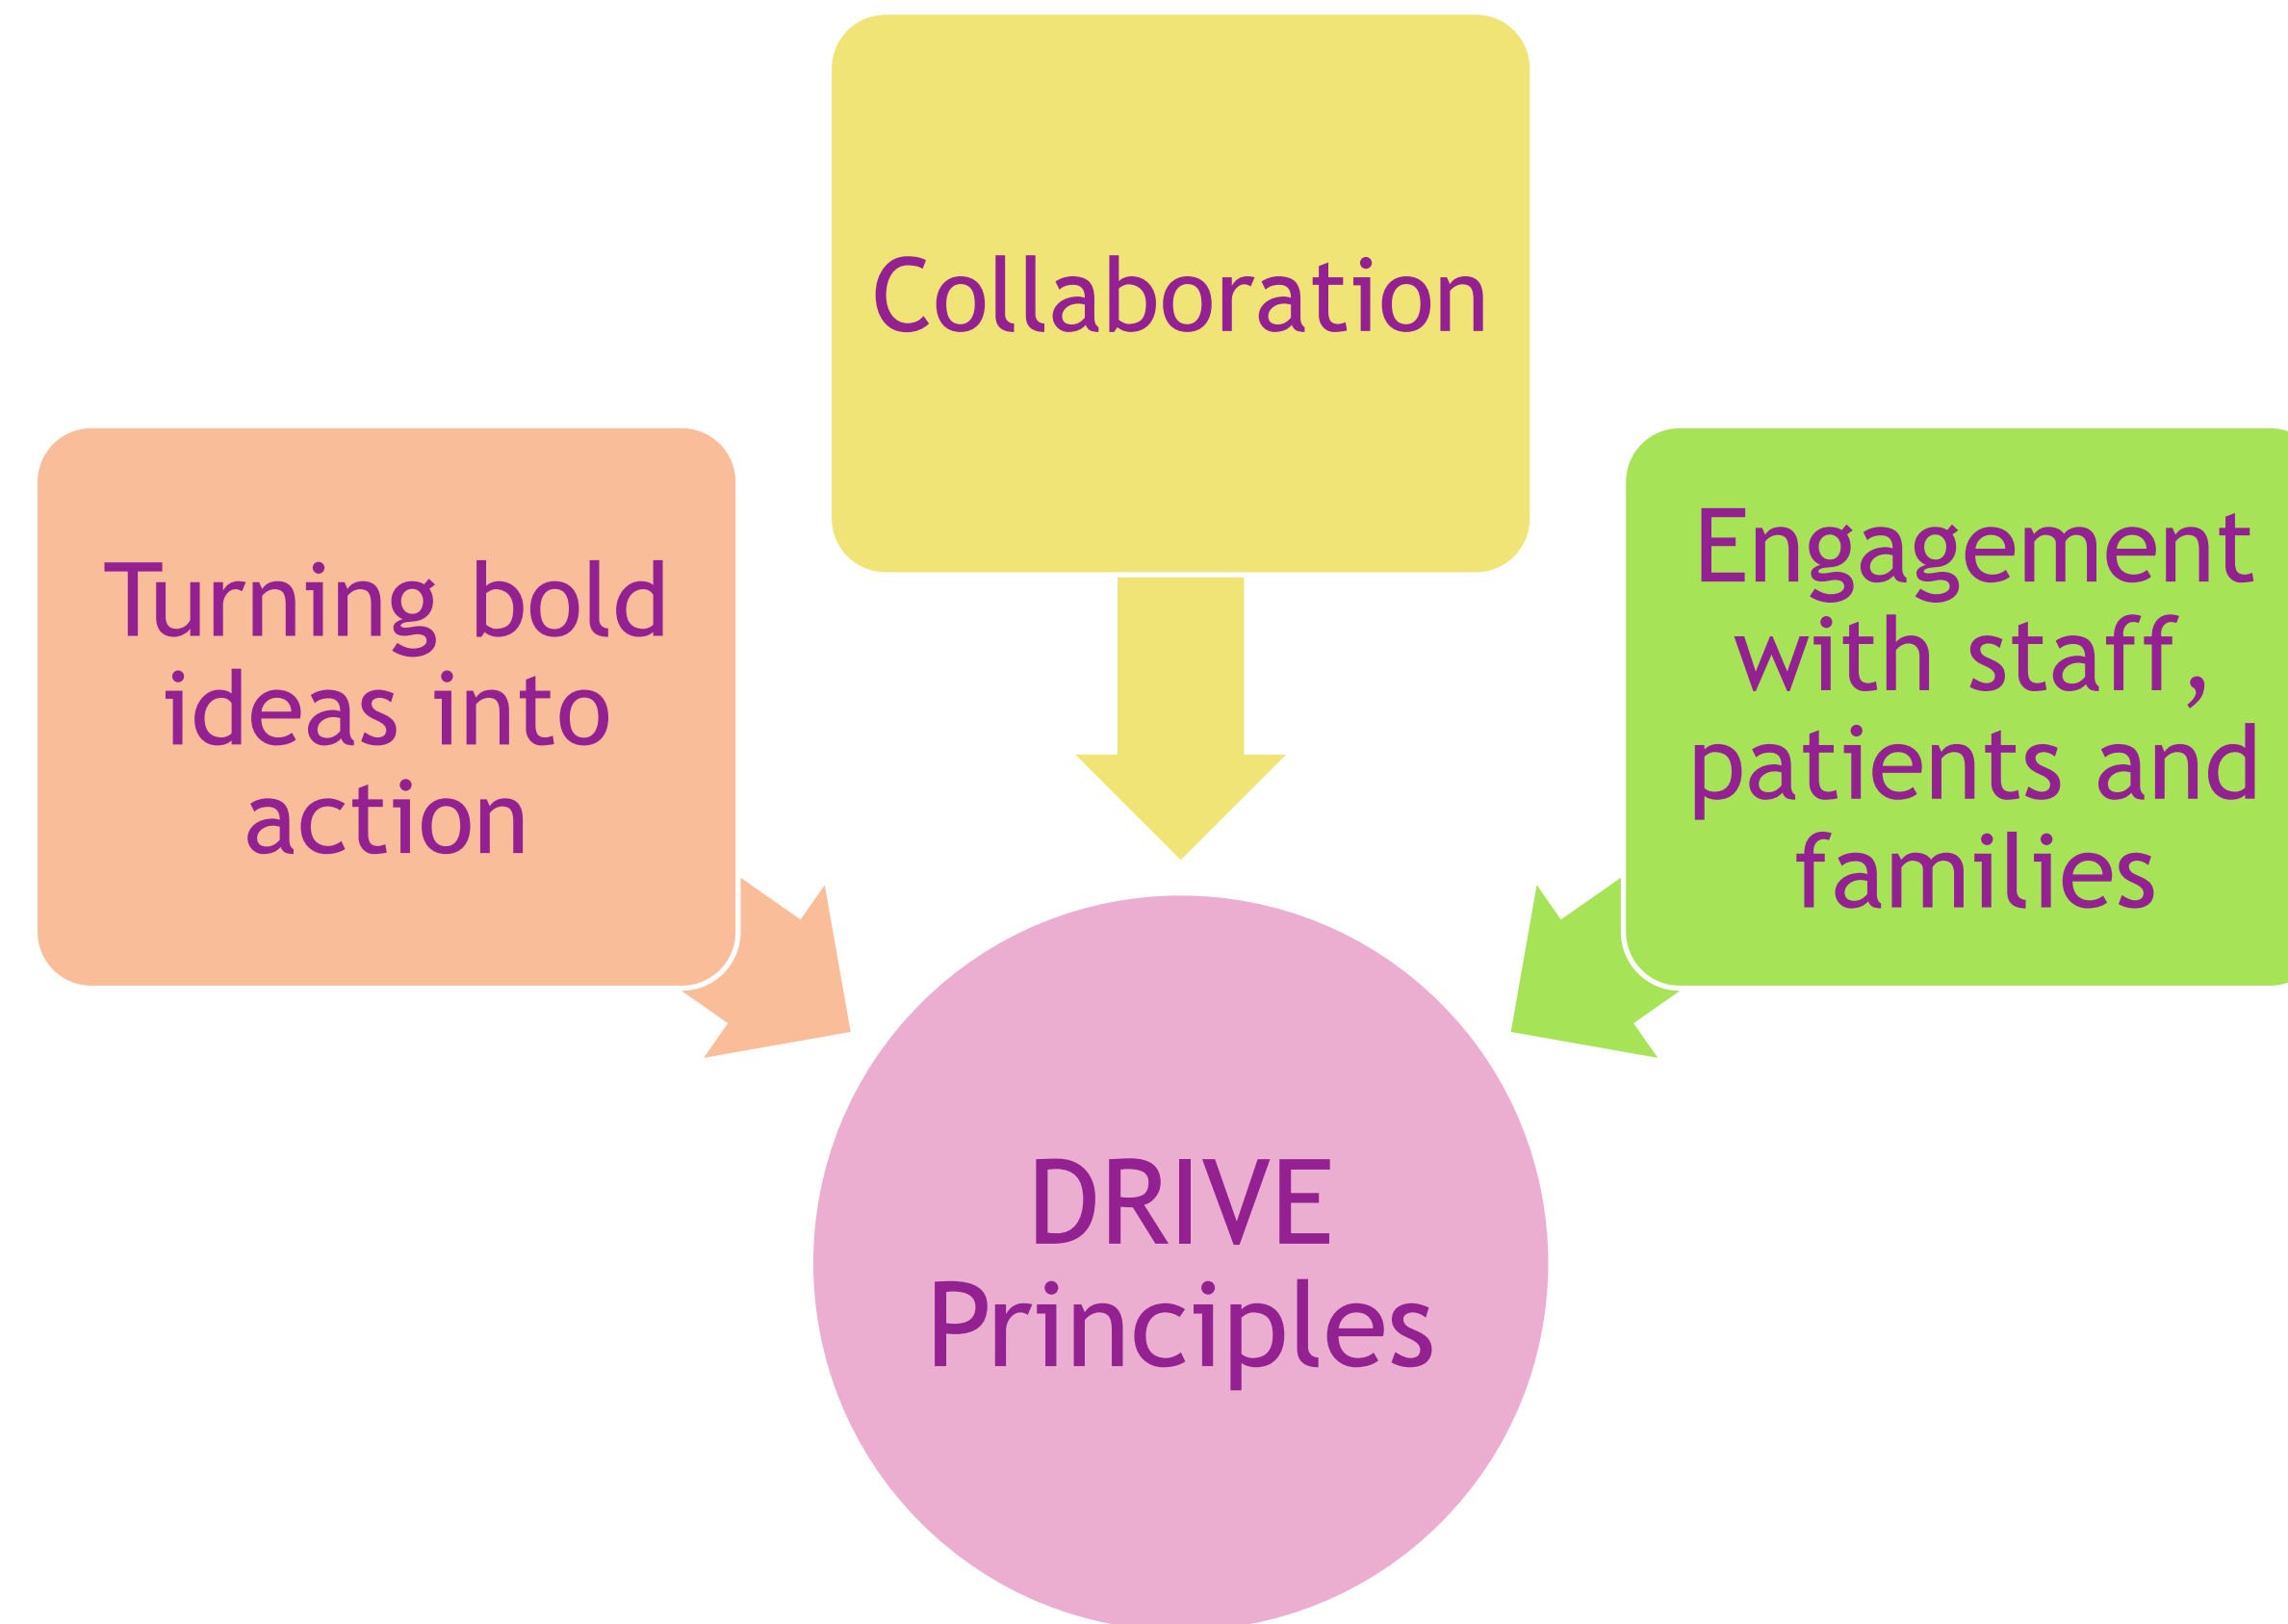 Collaboration
Turning bold
ideas into
action
Engagement
with staff,
patients and
families
DRIVE
Principles